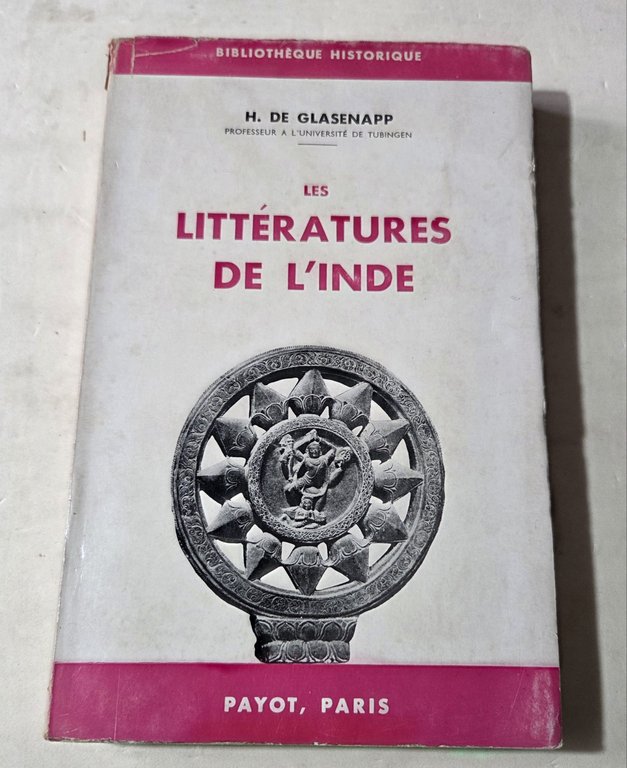 BIBLIOTHÈQUE HISTORIQUE
H. DE GLASENAPP
PROFESSEUR A L'UNIVERSITÉ DE TUBINGEN
LES
LITTÉRATURES
DE L'INDE
PAYOT, PARIS